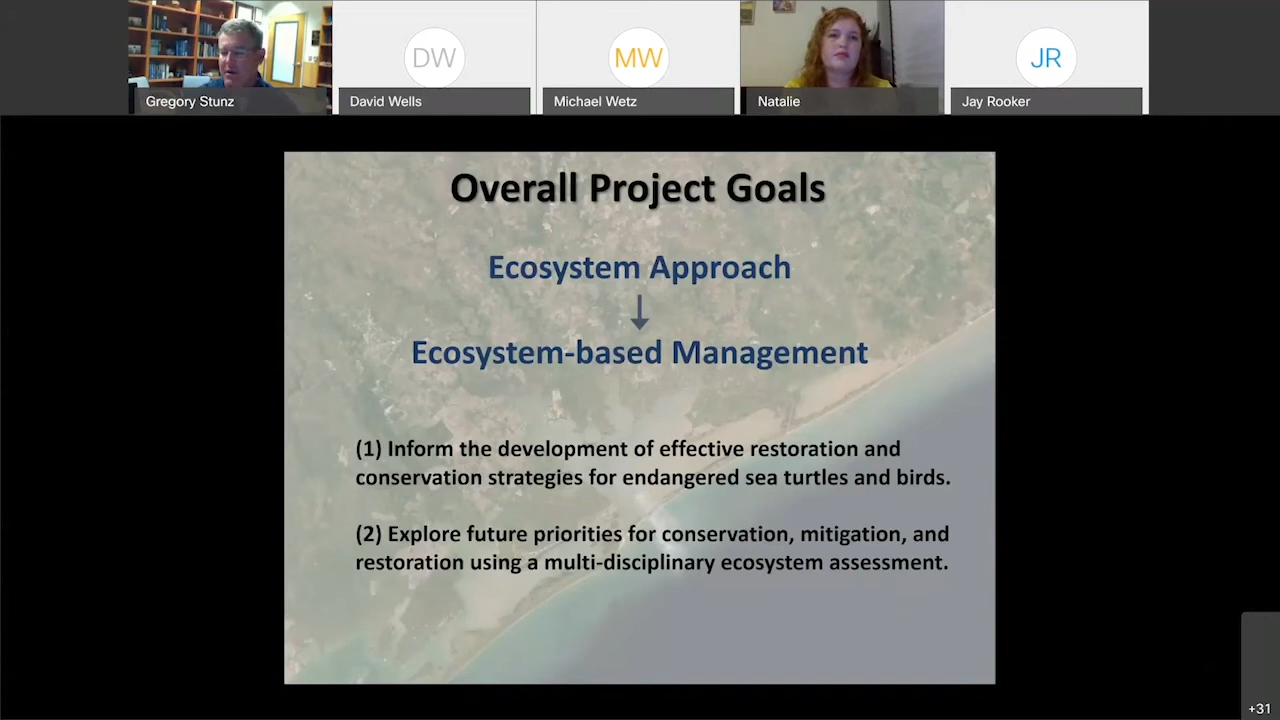 DW
MW
JR
Gregory Stunz
David Wells
Michael Wetz
Natalie
Jay Rooker
Overall Project Goals
Ecosystem Approach
Ecosystem-based Management
(1) Inform the development of effective restoration and
conservation strategies for endangered sea turtles and birds.
(2) Explore future priorities for conservation, mitigation, and
restoration using a multi-disciplinary ecosystem assessment.
+31